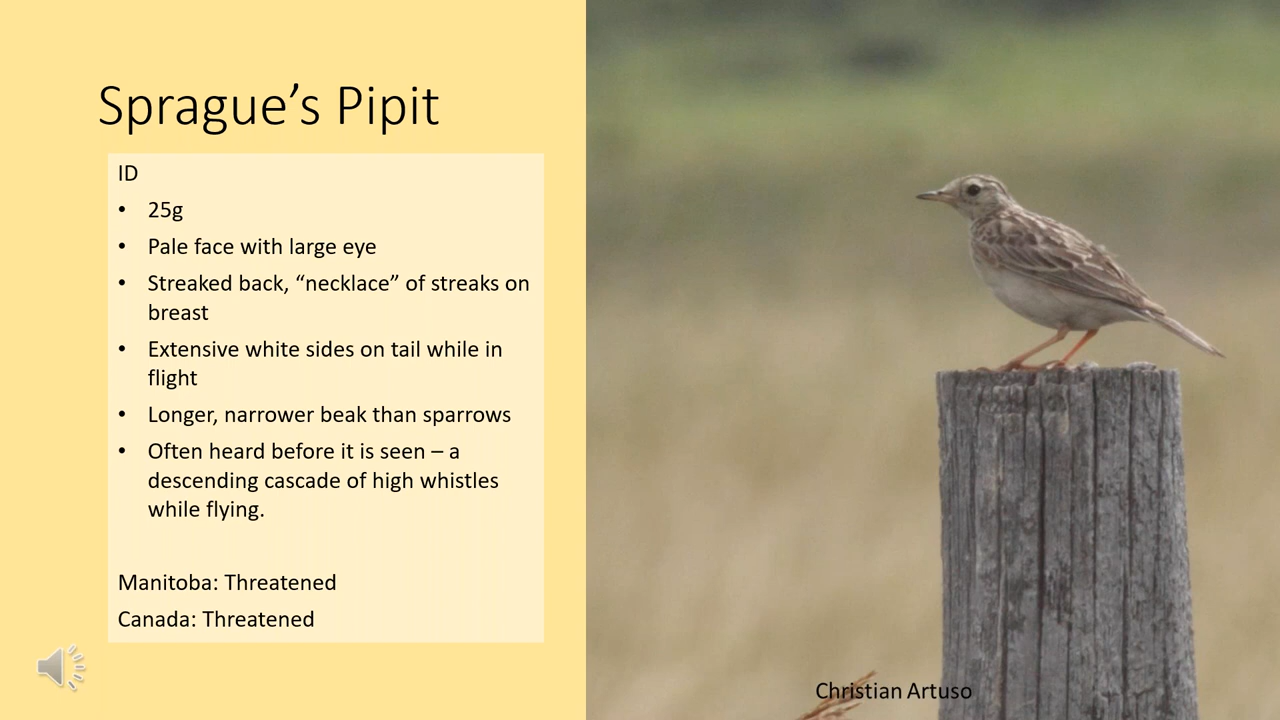 Sprague’s Pipit
ID
• 25g
• Pale face with large eye
• Streaked back, “necklace” of streaks on
breast
• Extensive white sides on tail while in
flight
• Longer, narrower beak than sparrows
• Often heard before it is seen – a
descending cascade of high whistles
while flying.
Manitoba: Threatened
Canada: Threatened
Christian Artuso